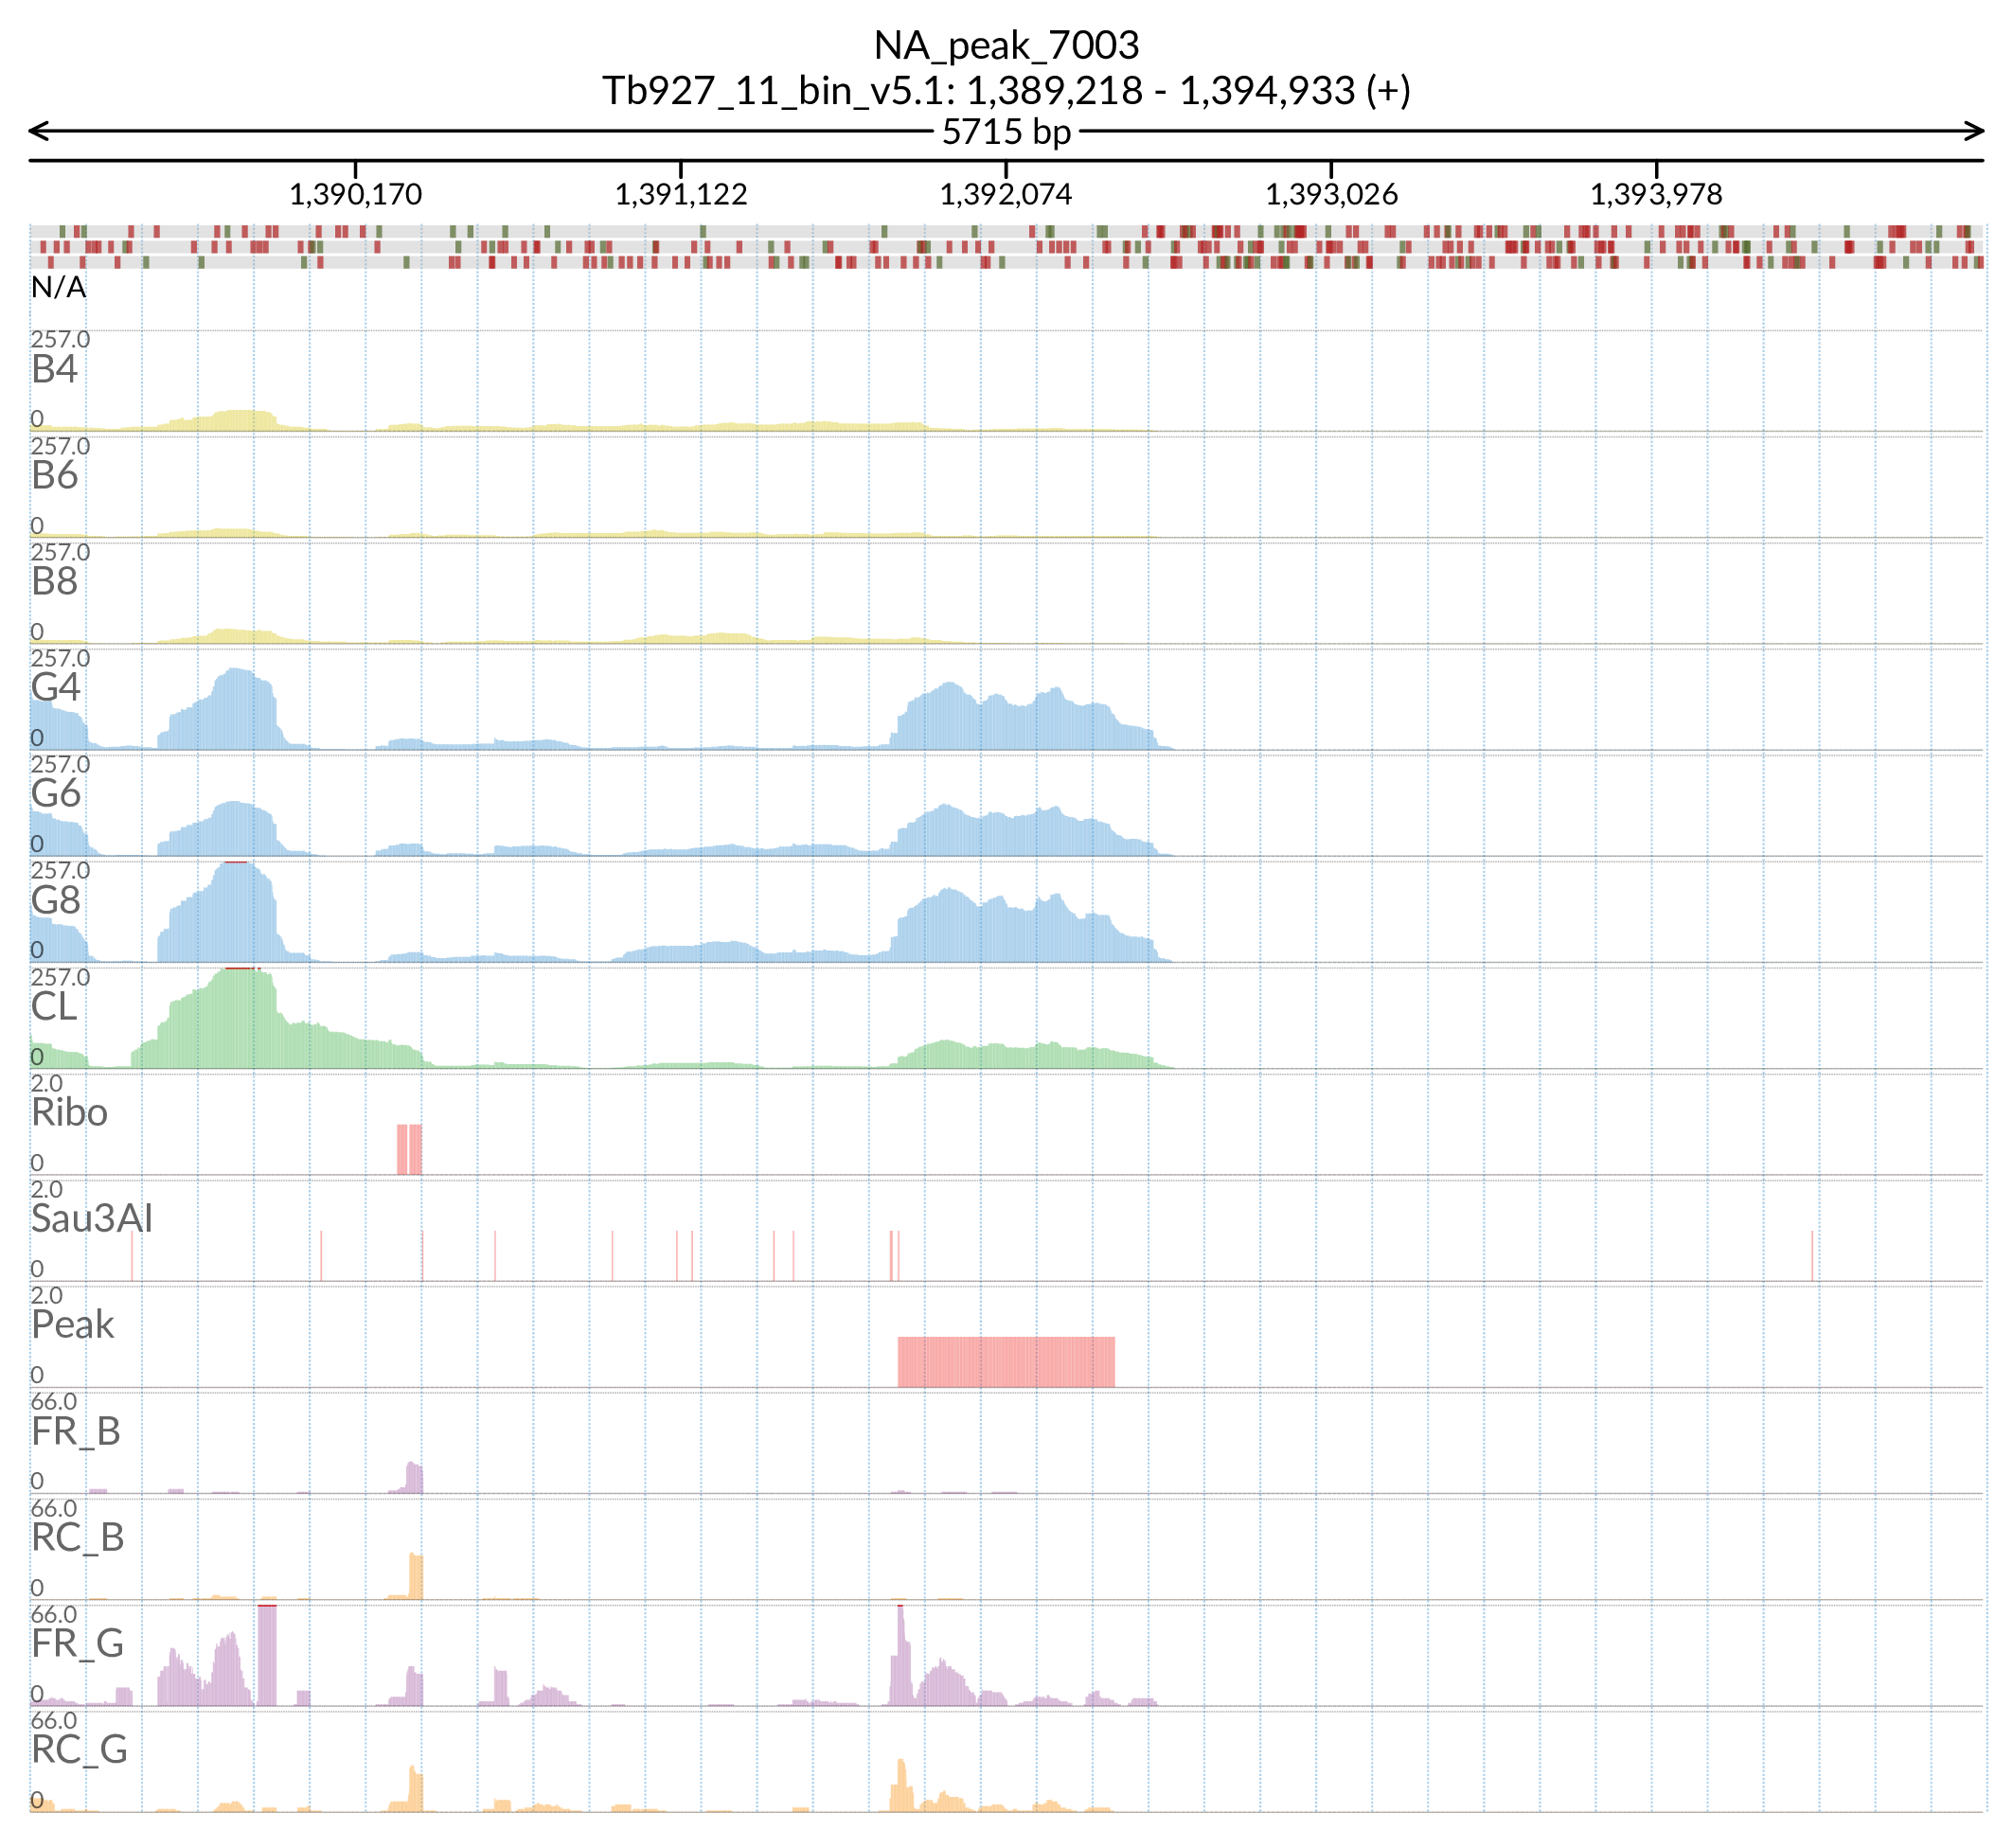 NA_peak_7003
Tb927_11_bin_v5.1: 1,389,218 - 1,394,933 (+)
5715 bp
1,390,170 1,391,122 1,392,074 1,393,026 1,393,978
N/A
257.0
B4
0
257.0
B6
0
257.0
B8
0
257.0
G4
0
257.0
G6
0
257.0
G8
0
257.0
CL
0
2.0
Ribo
0
2.0
Sau3AI
0
2.0
Peak
0
66.0
FR_B
0
66.0
RC_B
0
66.0
FR_G
0
66.0
RC_G
0